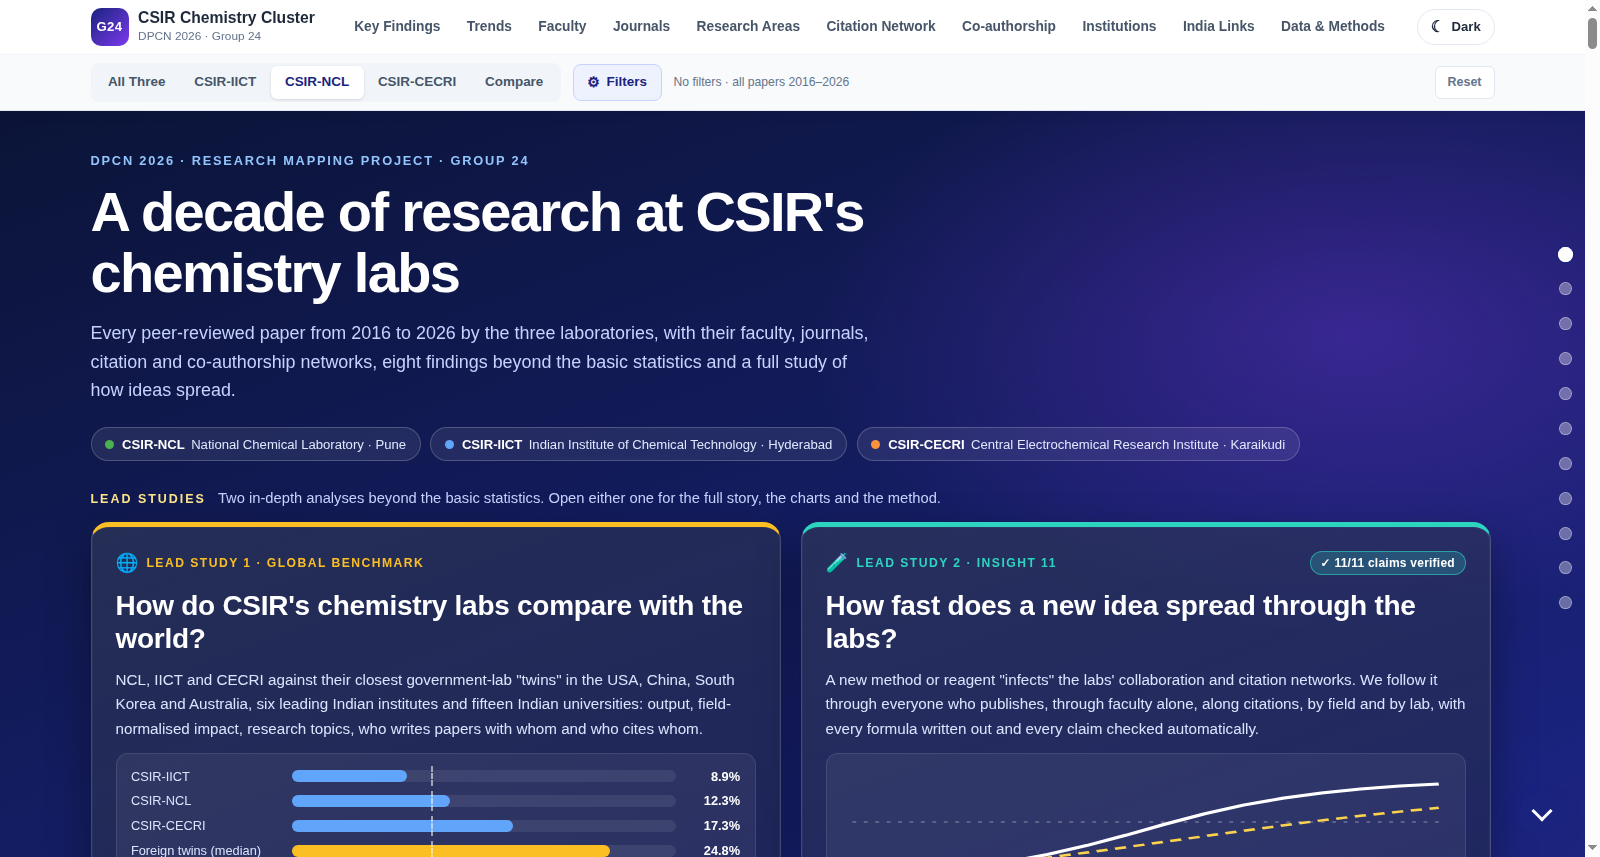 G24
CSIR Chemistry Cluster
DPCN 2026 · Group 24
Key Findings
Trends
Faculty
Journals
Research Areas
Citation Network
Co-authorship
Institutions
India Links
Data & Methods
Dark
All Three
CSIR-IICT
CSIR-NCL
CSIR-CECRI
Compare
Filters
No filters · all papers 2016–2026
Reset
DPCN 2026 · RESEARCH MAPPING PROJECT · GROUP 24
A decade of research at CSIR's
chemistry labs
Every peer-reviewed paper from 2016 to 2026 by the three laboratories, with their faculty, journals,
citation and co-authorship networks, eight findings beyond the basic statistics and a full study of
how ideas spread.
CSIR-NCL National Chemical Laboratory · Pune
CSIR-IICT Indian Institute of Chemical Technology · Hyderabad
CSIR-CECRI Central Electrochemical Research Institute · Karaikudi
LEAD STUDIES Two in-depth analyses beyond the basic statistics. Open either one for the full story, the charts and the method.
LEAD STUDY 1 · GLOBAL BENCHMARK
How do CSIR's chemistry labs compare with the
world?
NCL, IICT and CECRI against their closest government-lab "twins" in the USA, China, South
Korea and Australia, six leading Indian institutes and fifteen Indian universities: output, field-
normalised impact, research topics, who writes papers with whom and who cites whom.
CSIR-IICT 8.9%
CSIR-NCL 12.3%
CSIR-CECRI 17.3%
Foreign twins (median) 24.8%
LEAD STUDY 2 · INSIGHT 11
✓ 11/11 claims verified
How fast does a new idea spread through the
labs?
A new method or reagent "infects" the labs' collaboration and citation networks. We follow it
through everyone who publishes, through faculty alone, along citations, by field and by lab, with
every formula written out and every claim checked automatically.